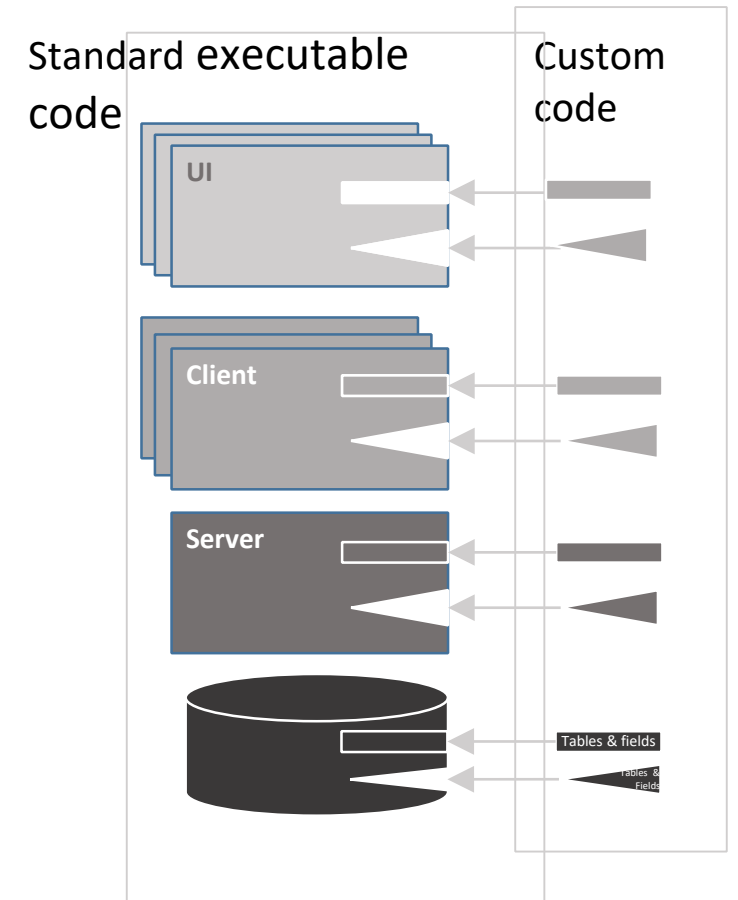 Standard executable
code
Custom
code
UI
Client
Server
Tables & fields
Tables &
Fields